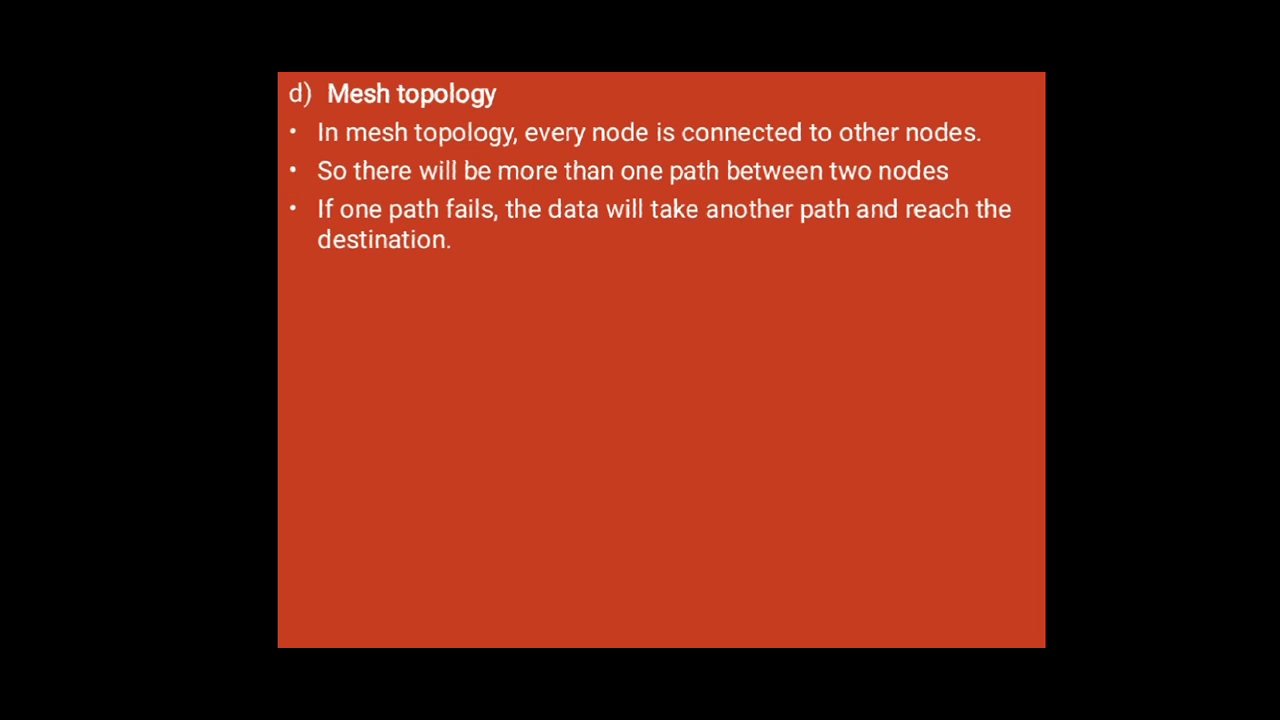 d) Mesh topology
• In mesh topology, every node is connected to other nodes.
• So there will be more than one path between two nodes
• If one path fails, the data will take another path and reach the
destination.